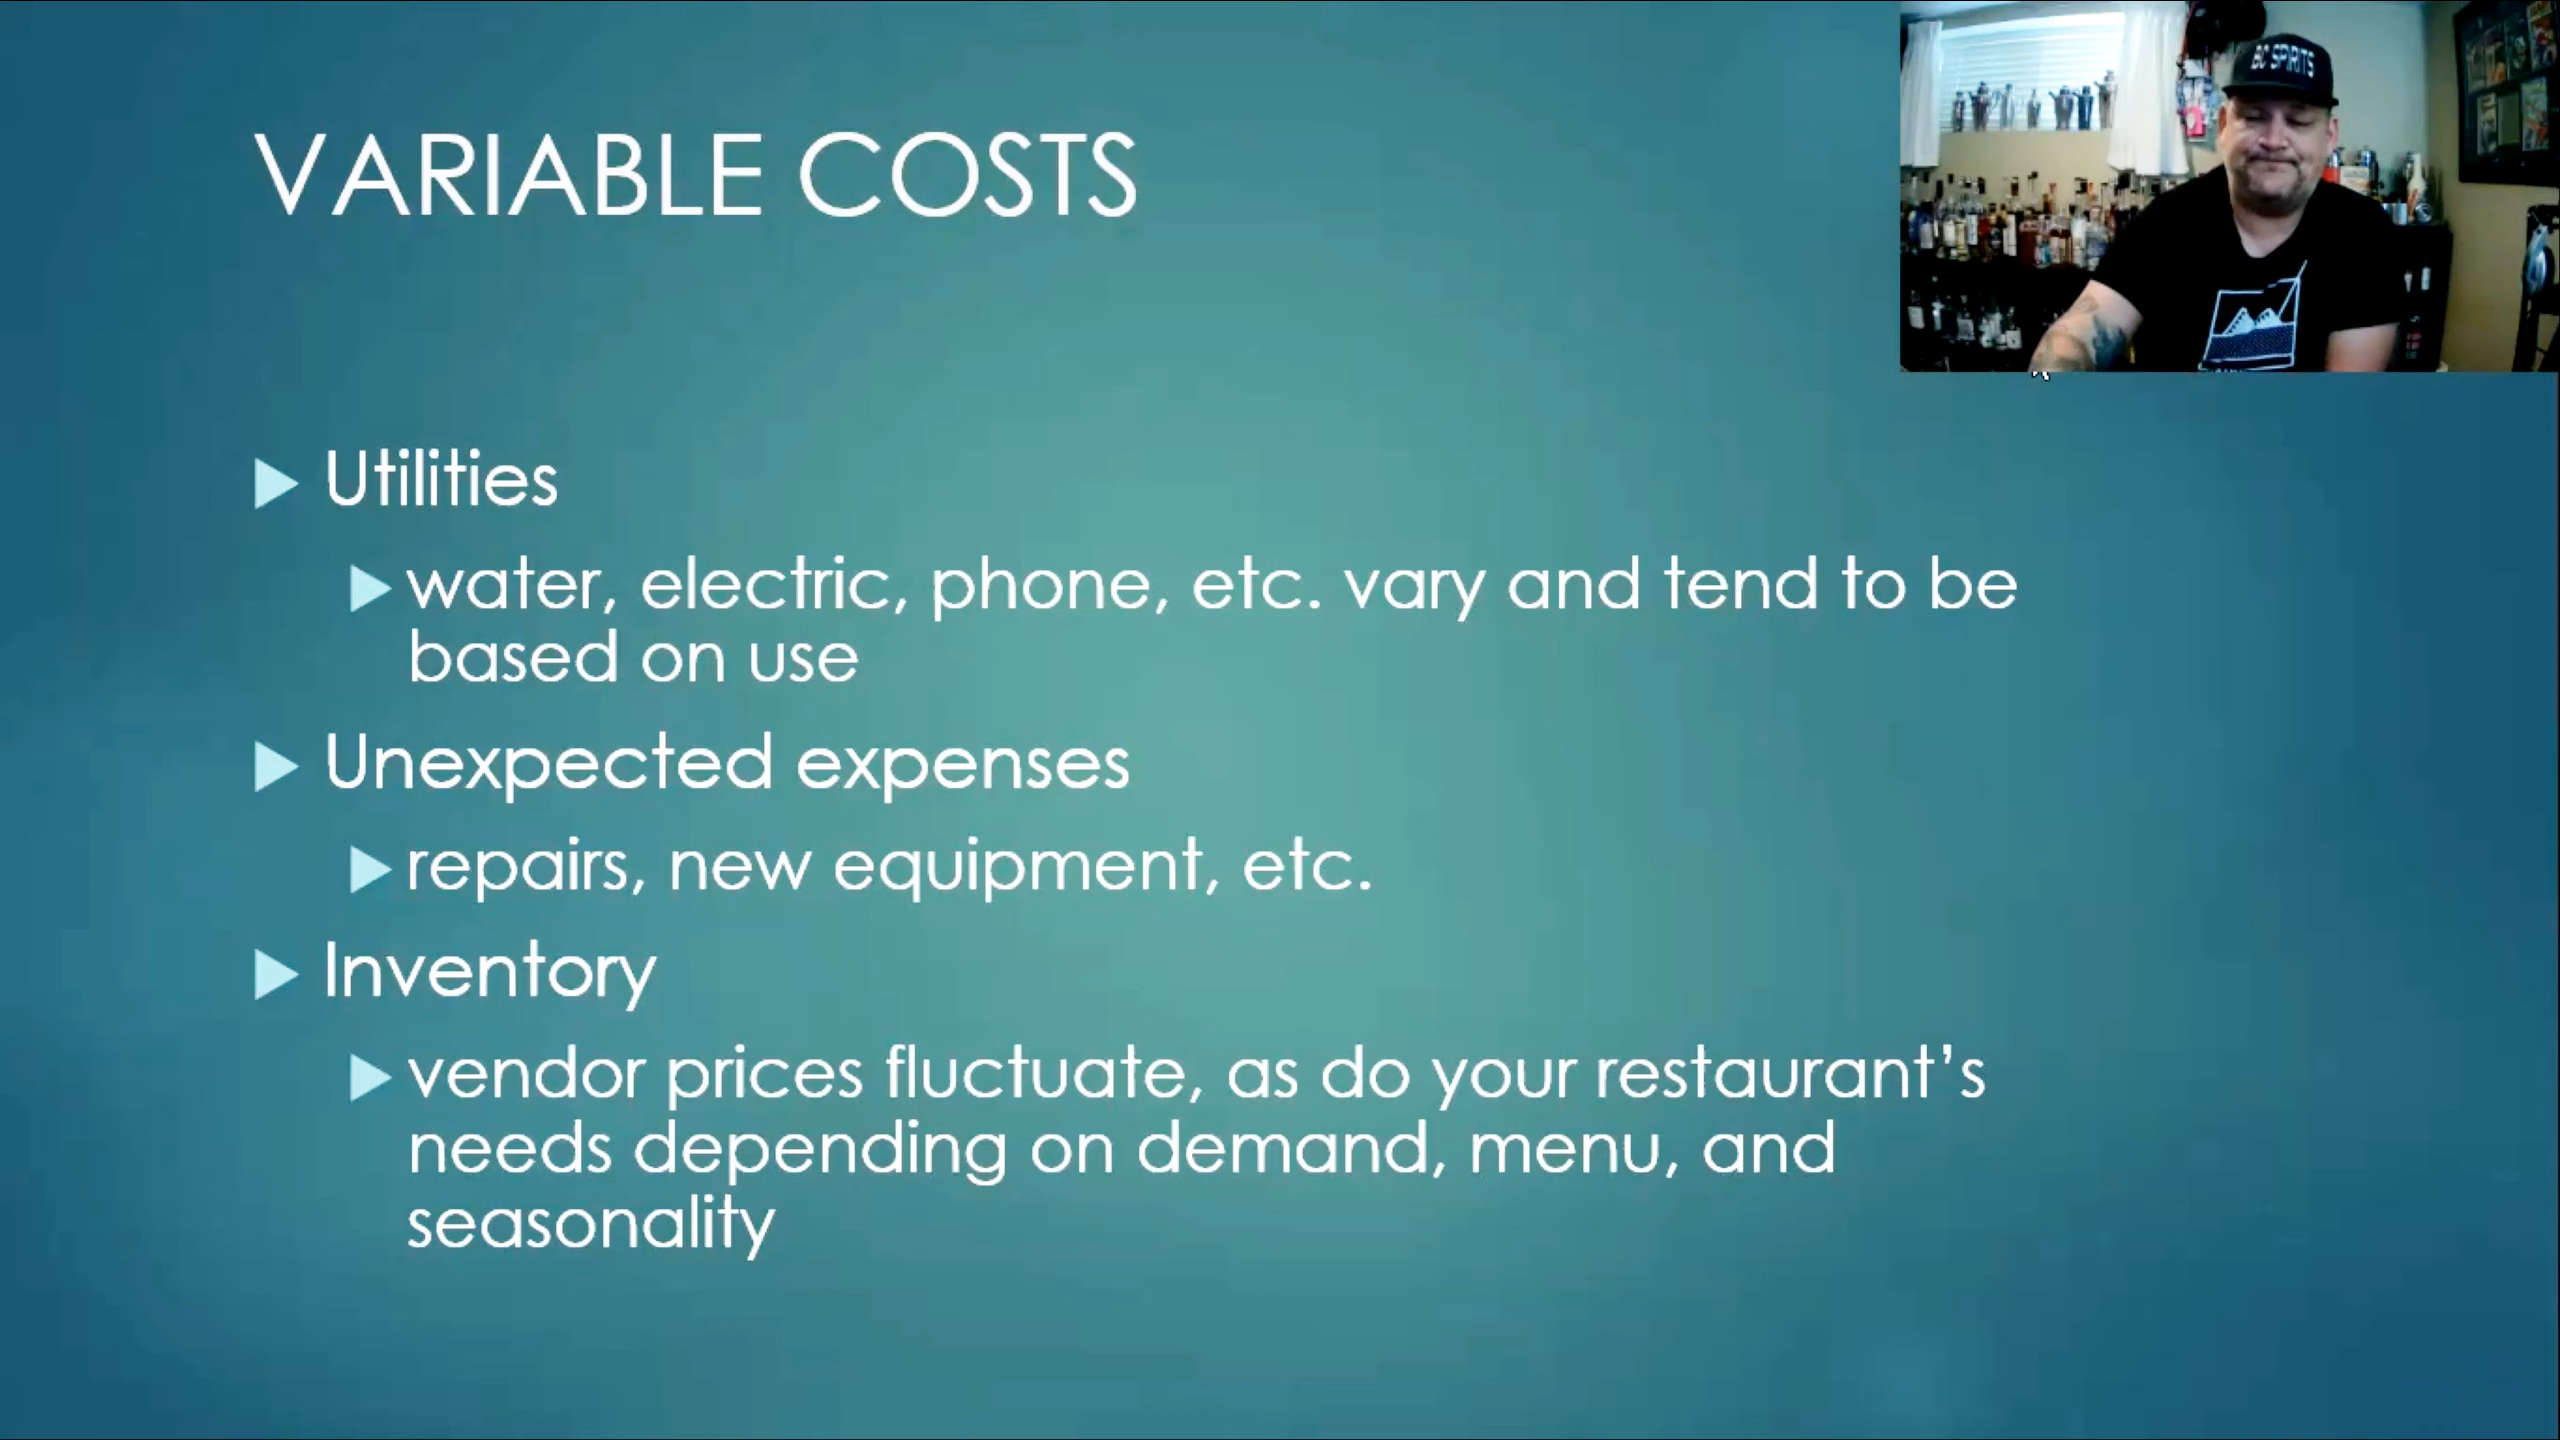 BC SPIRITS
VARIABLE COSTS
Utilities
water, electric, phone, etc. vary and tend to be
based on use
Unexpected expenses
repairs, new equipment, etc.
Inventory
vendor prices fluctuate, as do your restaurant’s
needs depending on demand, menu, and
seasonality